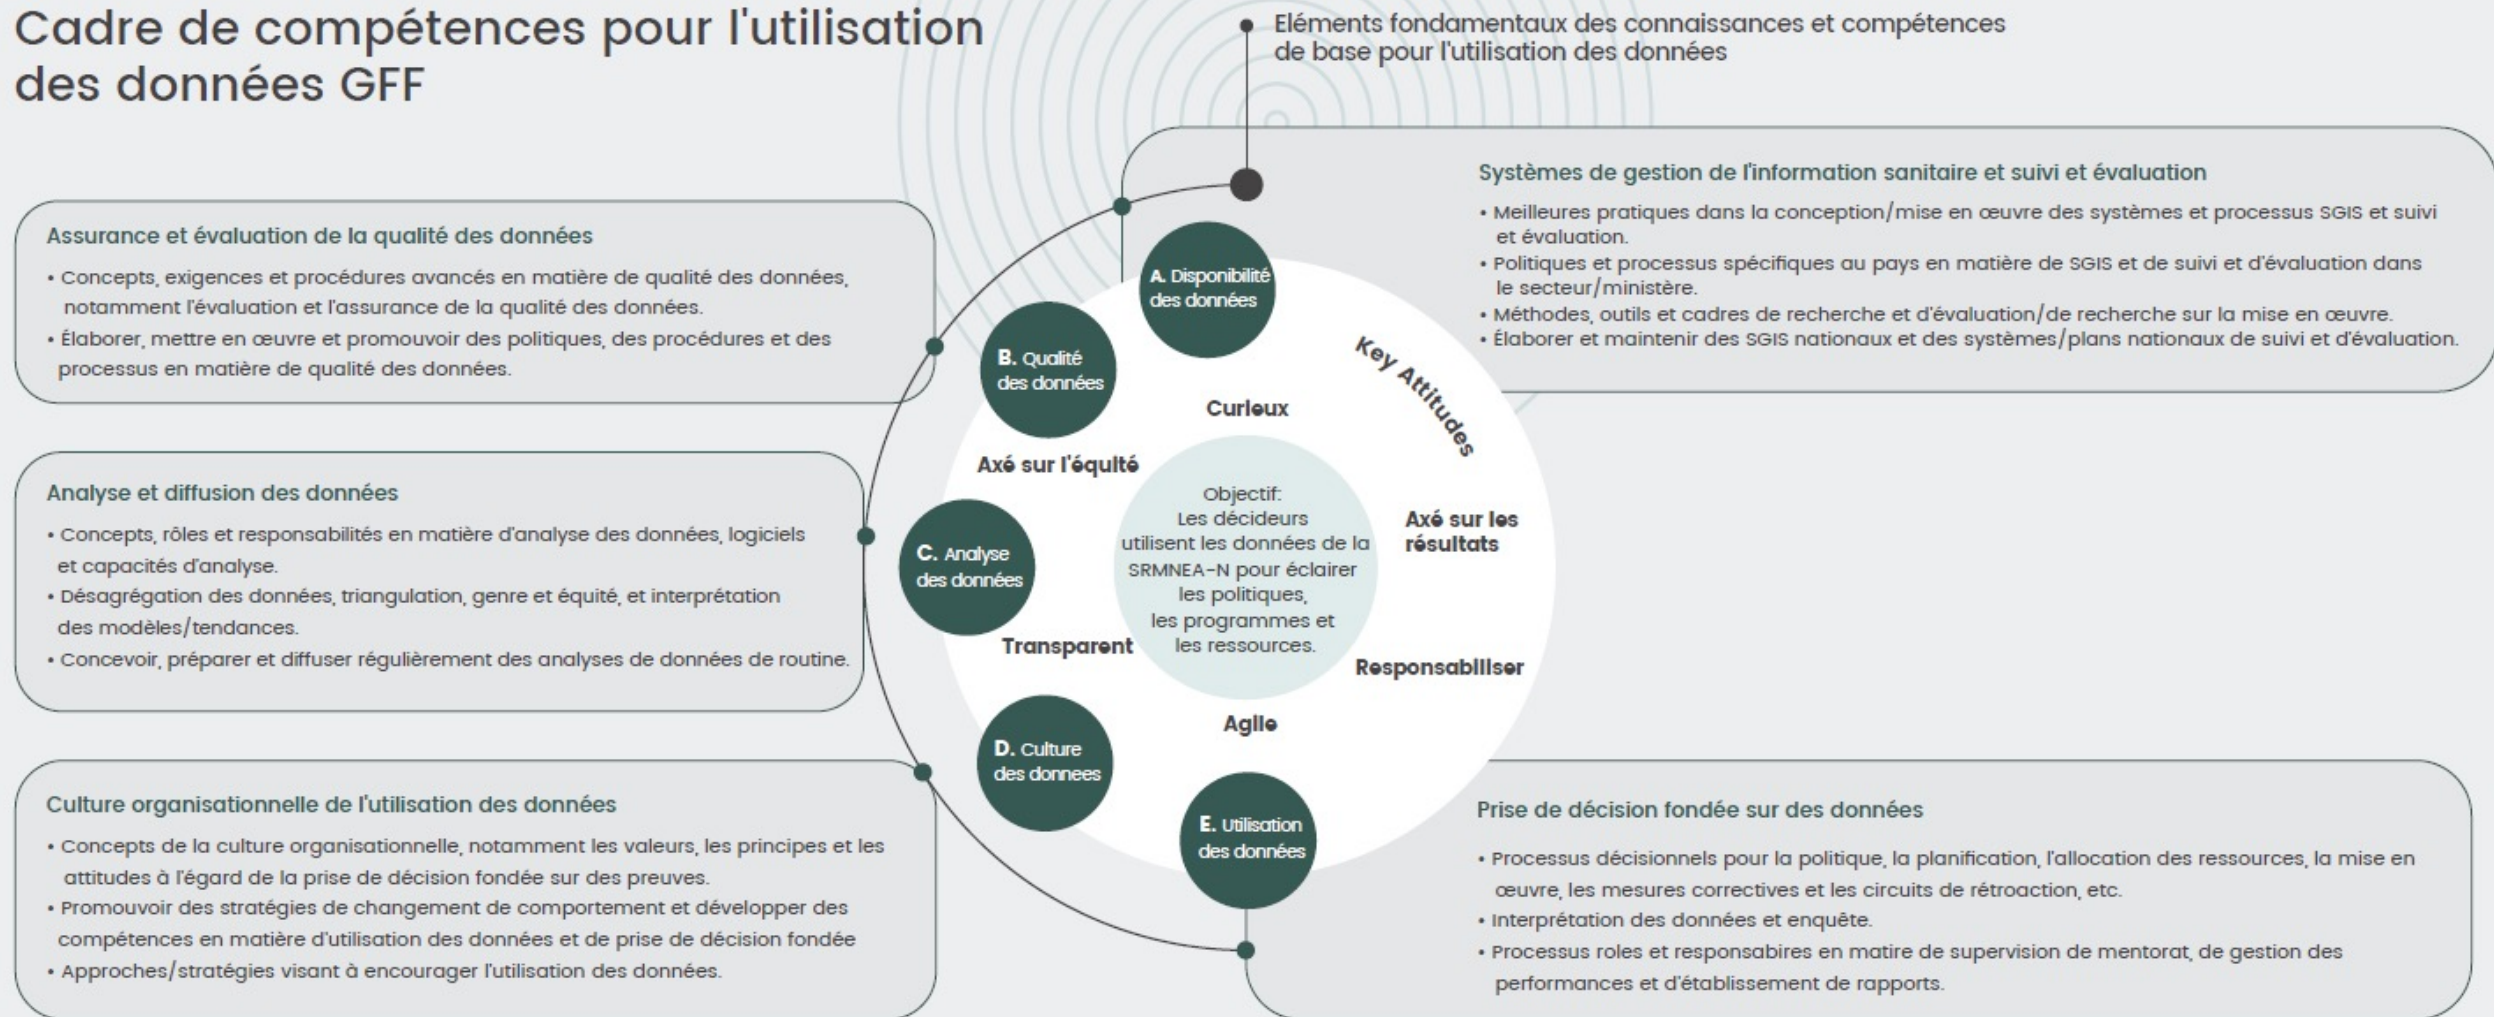 Cadre de compétences pour l'utilisation
des données GFF
Eléments fondamentaux des connaissances et compétences
de base pour l'utilisation des données
Systèmes de gestion de l'information sanitaire et suivi et évaluation
• Meilleures pratiques dans la conception/mise en œuvre des systèmes et processus SGIS et suivi
et évaluation.
• Politiques et processus spécifiques au pays en matière de SGIS et de suivi et d'évaluation dans
le secteur/ministère.
• Méthodes, outils et cadres de recherche et d'évaluation/de recherche sur la mise en œuvre.
• Élaborer et maintenir des SGIS nationaux et des systèmes/plans nationaux de suivi et d'évaluation.
Assurance et évaluation de la qualité des données
• Concepts, exigences et procédures avancés en matière de qualité des données,
notamment l'évaluation et l'assurance de la qualité des données.
• Élaborer, mettre en œuvre et promouvoir des politiques, des procédures et des
processus en matière de qualité des données.
Analyse et diffusion des données
• Concepts, rôles et responsabilités en matière d'analyse des données, logiciels
et capacités d'analyse.
• Désagrégation des données, triangulation, genre et équité, et interprétation
des modèles/tendances.
• Concevoir, préparer et diffuser régulièrement des analyses de données de routine.
Culture organisationnelle de l'utilisation des données
• Concepts de la culture organisationnelle, notamment les valeurs, les principes et les
attitudes à l'égard de la prise de décision fondée sur des preuves.
• Promouvoir des stratégies de changement de comportement et développer des
compétences en matière d'utilisation des données et de prise de décision fondée
• Approches/stratégies visant à encourager l'utilisation des données.
A. Disponibilité
des données
B. Qualité
des données
C. Analyse
des données
D. Culture
des donnees
E. Utilisation
des données
Key Attitudes
Curieux
Axé sur l'équité
Axé sur les
résultats
Transparent
Responsabiliser
Agile
Objectif:
Les décideurs
utilisent les données de la
SRMNEA-N pour éclairer
les politiques,
les programmes et
les ressources.
Prise de décision fondée sur des données
• Processus décisionnels pour la politique, la planification, l'allocation des ressources, la mise en
œuvre, les mesures correctives et les circuits de rétroaction, etc.
• Interprétation des données et enquête.
• Processus roles et responsabires en matire de supervision de mentorat, de gestion des
performances et d'établissement de rapports.